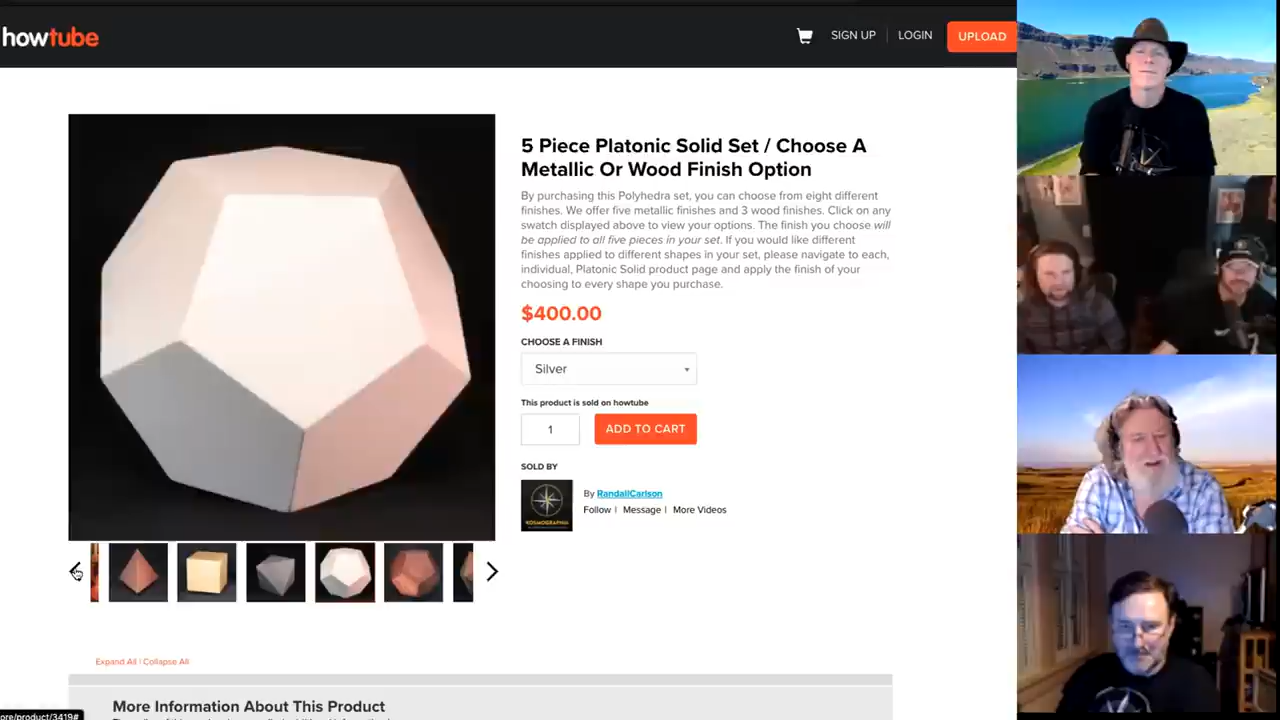 howtube
SIGN UP
LOGIN
UPLOAD
5 Piece Platonic Solid Set / Choose A
Metallic Or Wood Finish Option
By purchasing this Polyhedra set, you can choose from eight different
finishes. We offer five metallic finishes and 3 wood finishes. Click on any
swatch displayed above to view your options. The finish you choose will
be applied to all five pieces in your set. If you would like different
finishes applied to different shapes in your set, please navigate to each,
individual, Platonic Solid product page and apply the finish of your
choosing to every shape you purchase.
$400.00
CHOOSE A FINISH
Silver
This product is sold on howtube
1
ADD TO CART
SOLD BY
KOSMOGRAPHIA
By RandallCarlson
Follow | Message | More Videos
Expand All | Collapse All
More Information About This Product
ore/product/3419#